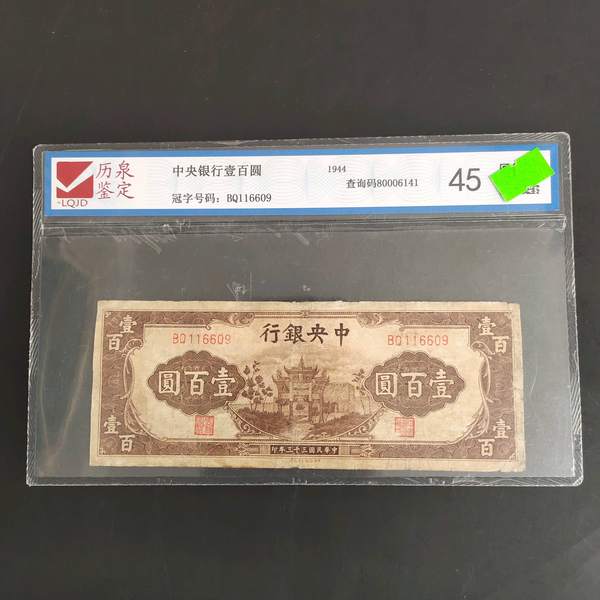 历泉
鉴定
-LQJD
中央银行壹百圆
1944
查询码80006141
冠字号码：BQ116609
45
行銀央中
BQ116609
BQ116609
壹百
壹百
圓百壹
圓百壹
壹百
壹百
印年三十三國民華中